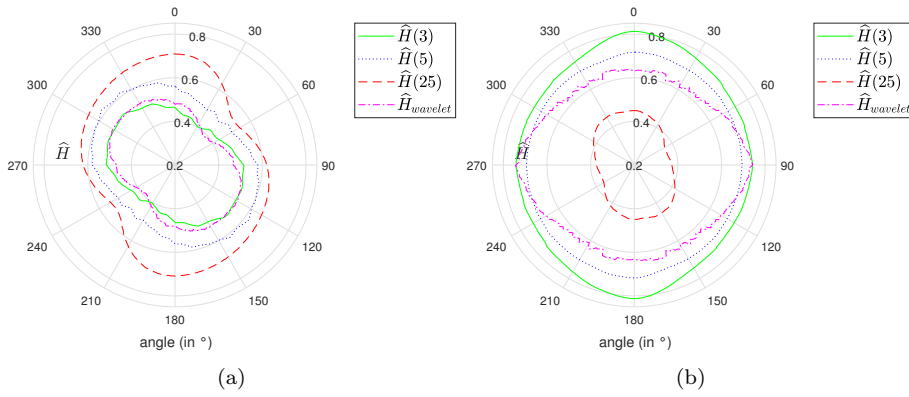 0
30
60
90
120
150
180
210
240
270
300
330
0.2
0.4
0.6
0.8
Ĥ
angle (in °)
Ĥ(3)
Ĥ(5)
Ĥ(25)
Ĥ_wavelet
(a)
0
30
60
90
120
150
180
210
240
270
300
330
0.2
0.4
0.6
0.8
Ĥ
angle (in °)
Ĥ(3)
Ĥ(5)
Ĥ(25)
Ĥ_wavelet
(b)